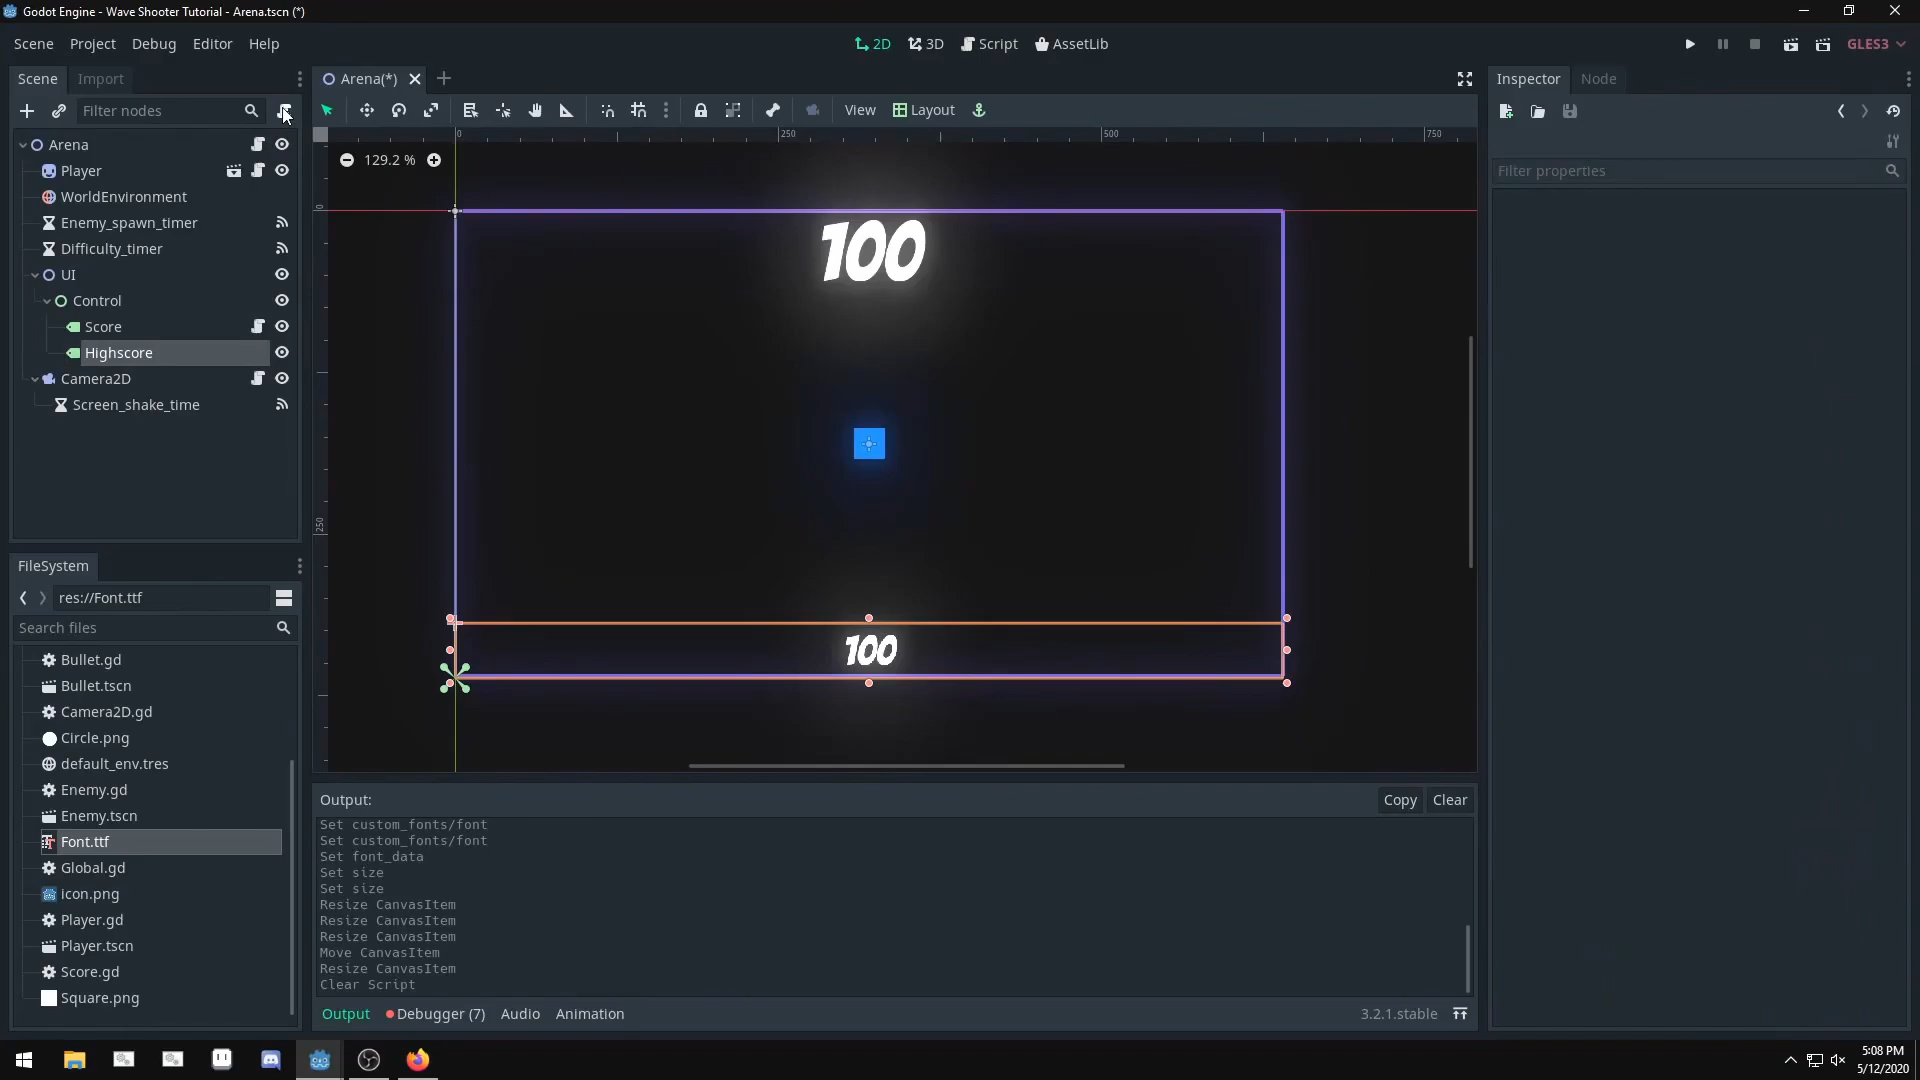 Godot Engine - Wave Shooter Tutorial - Arena.tscn (*)
Scene Project Debug Editor Help
2D 3D Script AssetLib
GLES3
Scene Import
Filter nodes
Arena
Player
WorldEnvironment
Enemy_spawn_timer
Difficulty_timer
UI
Control
Score
Highscore
Camera2D
Screen_shake_time
FileSystem
res://Font.ttf
Search files
Bullet.gd
Bullet.tscn
Camera2D.gd
Circle.png
default_env.tres
Enemy.gd
Enemy.tscn
Font.ttf
Global.gd
icon.png
Player.gd
Player.tscn
Score.gd
Square.png
Arena(*)
View Layout
0 250 500 750
129.2 %
0
250
100
100
Output:
Copy Clear
Set custom_fonts/font
Set custom_fonts/font
Set font_data
Set size
Set size
Resize CanvasItem
Resize CanvasItem
Resize CanvasItem
Move CanvasItem
Resize CanvasItem
Clear Script
Output Debugger (7) Audio Animation
3.2.1.stable
Inspector Node
Filter properties
5:08 PM
5/12/2020